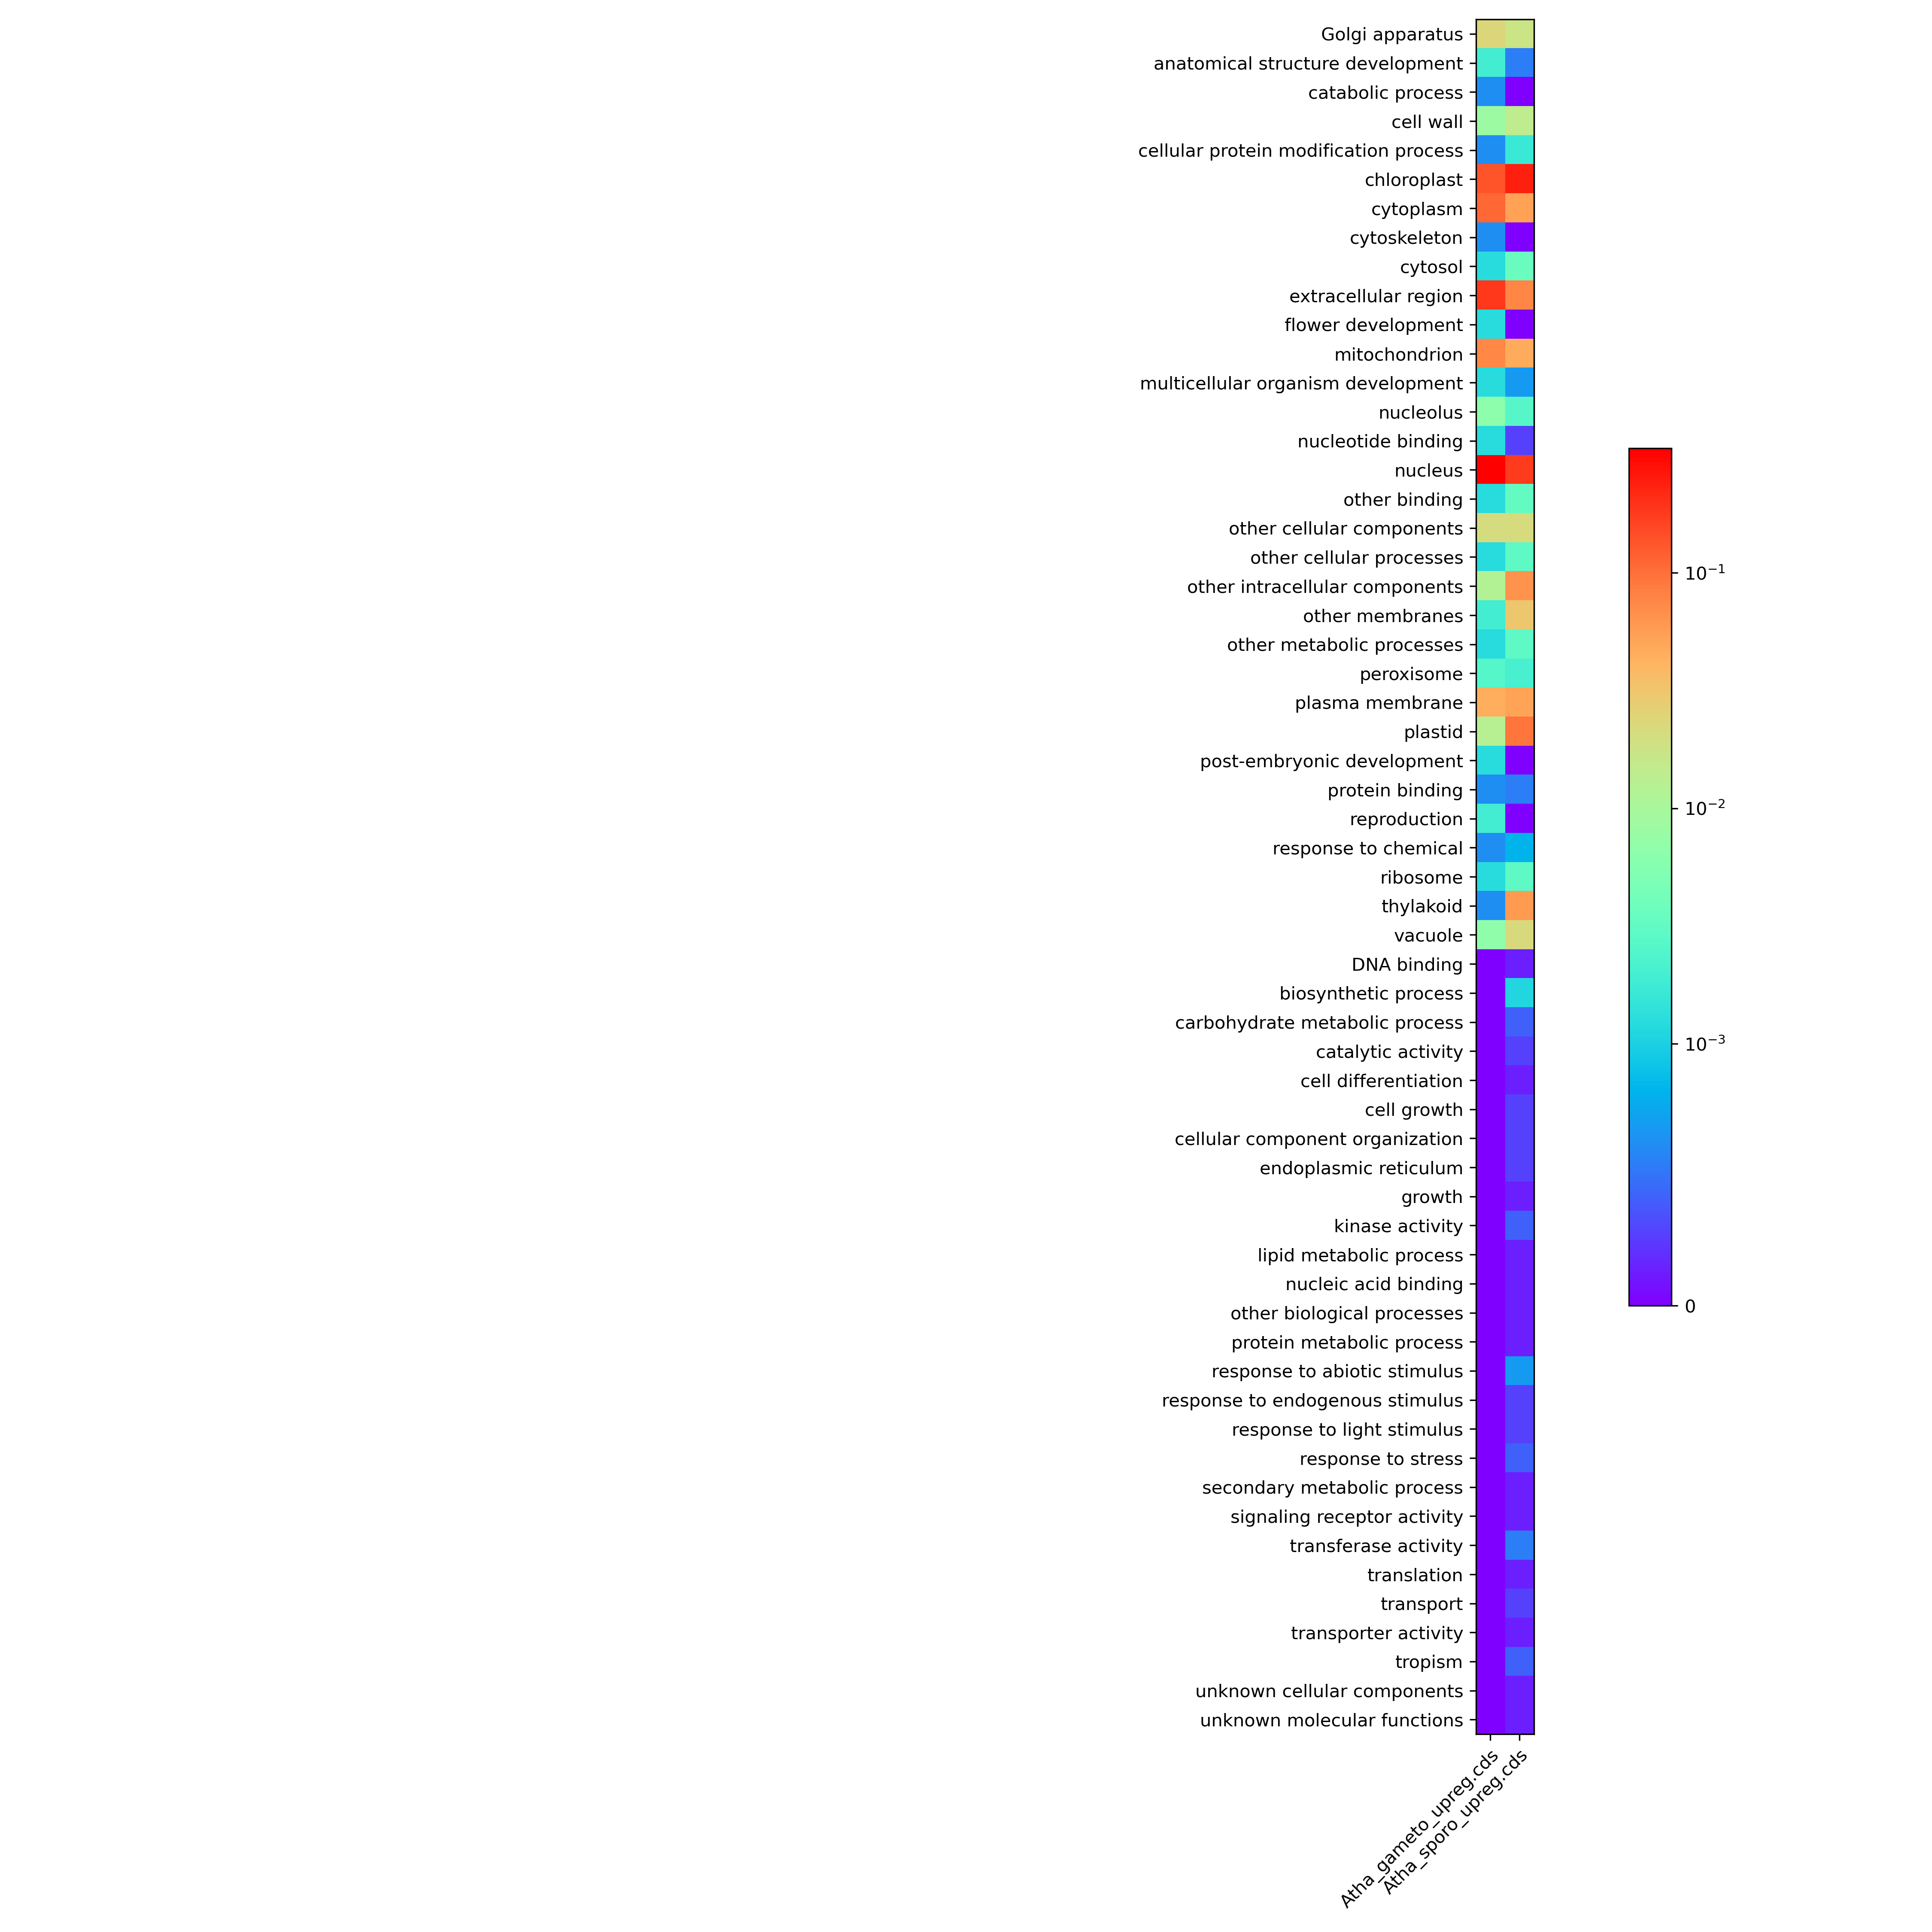 Golgi apparatus
anatomical structure development
catabolic process
cell wall
cellular protein modification process
chloroplast
cytoplasm
cytoskeleton
cytosol
extracellular region
flower development
mitochondrion
multicellular organism development
nucleolus
nucleotide binding
nucleus
other binding
other cellular components
other cellular processes
other intracellular components
other membranes
other metabolic processes
peroxisome
plasma membrane
plastid
post-embryonic development
protein binding
reproduction
response to chemical
ribosome
thylakoid
vacuole
DNA binding
biosynthetic process
carbohydrate metabolic process
catalytic activity
cell differentiation
cell growth
cellular component organization
endoplasmic reticulum
growth
kinase activity
lipid metabolic process
nucleic acid binding
other biological processes
protein metabolic process
response to abiotic stimulus
response to endogenous stimulus
response to light stimulus
response to stress
secondary metabolic process
signaling receptor activity
transferase activity
translation
transport
transporter activity
tropism
unknown cellular components
unknown molecular functions
Atha_gameto_upreg.cds
Atha_sporo_upreg.cds
10⁻¹
10⁻²
10⁻³
0